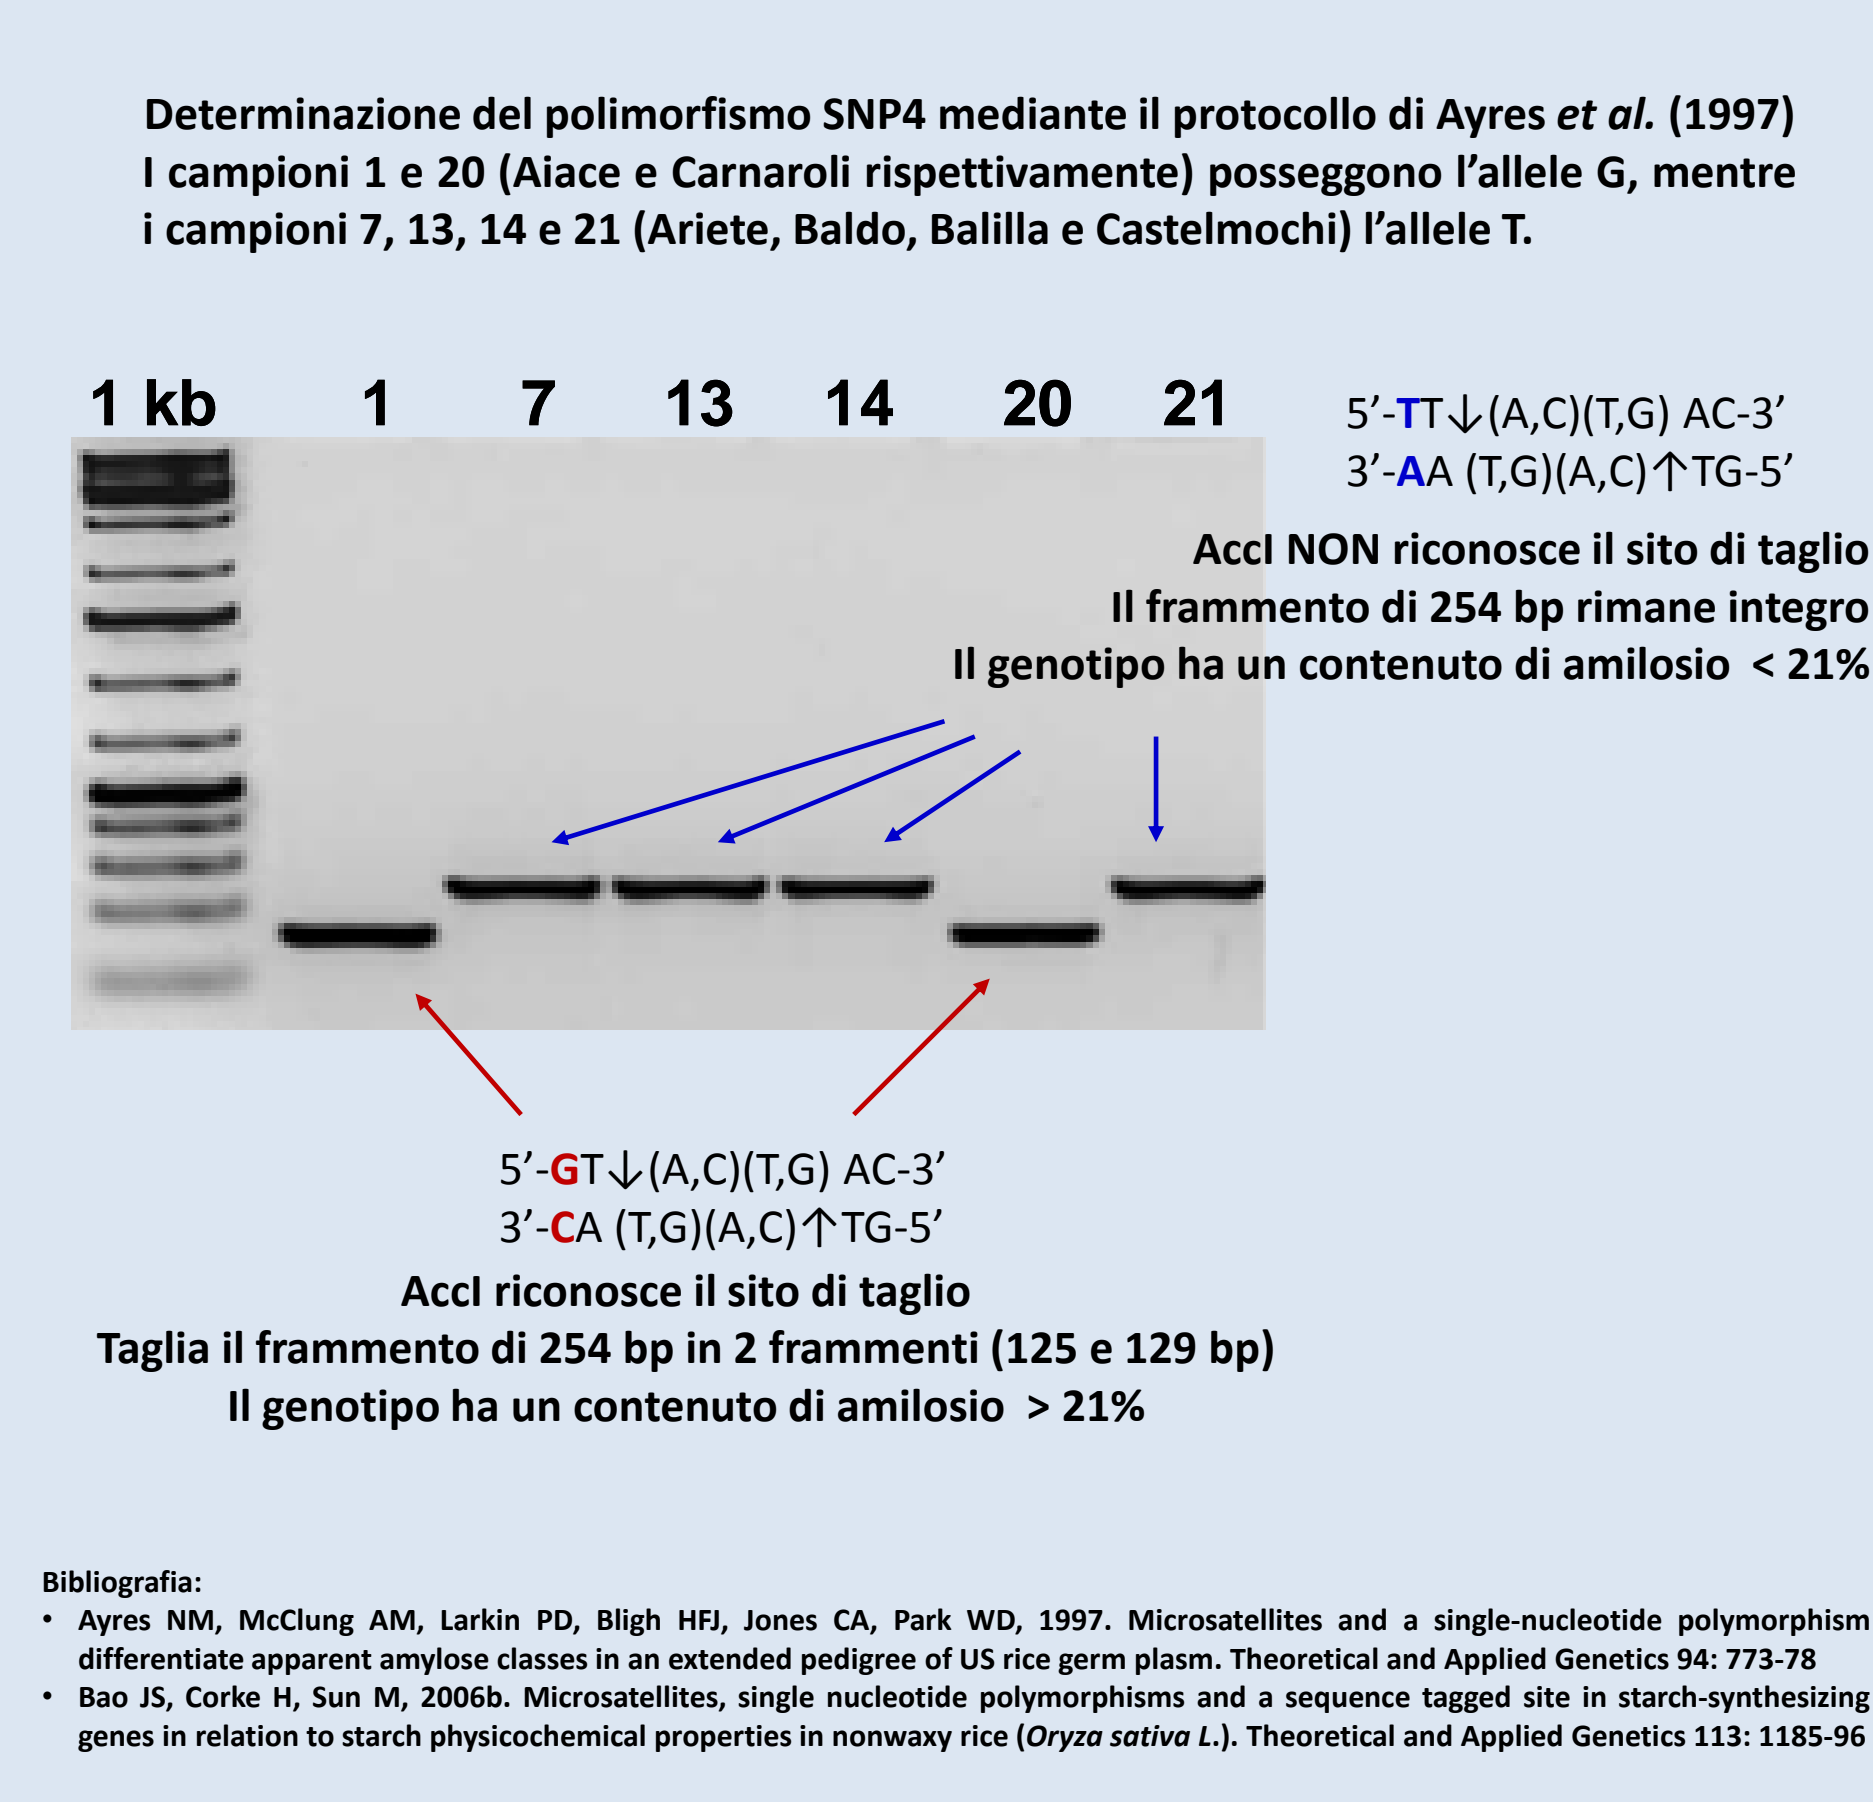 Determinazione del polimorfismo SNP4 mediante il protocollo di Ayres et al. (1997)
I campioni 1 e 20 (Aiace e Carnaroli rispettivamente) posseggono l’allele G, mentre
i campioni 7, 13, 14 e 21 (Ariete, Baldo, Balilla e Castelmochi) l’allele T.
1 kb 1 7 13 14 20 21
5’-TT↓(A,C)(T,G) AC-3’
3’-AA (T,G)(A,C)↑TG-5’
AccI NON riconosce il sito di taglio
Il frammento di 254 bp rimane integro
Il genotipo ha un contenuto di amilosio < 21%
5’-GT↓(A,C)(T,G) AC-3’
3’-CA (T,G)(A,C)↑TG-5’
AccI riconosce il sito di taglio
Taglia il frammento di 254 bp in 2 frammenti (125 e 129 bp)
Il genotipo ha un contenuto di amilosio > 21%
Bibliografia:
• Ayres NM, McClung AM, Larkin PD, Bligh HFJ, Jones CA, Park WD, 1997. Microsatellites and a single-nucleotide polymorphism
differentiate apparent amylose classes in an extended pedigree of US rice germ plasm. Theoretical and Applied Genetics 94: 773-78
• Bao JS, Corke H, Sun M, 2006b. Microsatellites, single nucleotide polymorphisms and a sequence tagged site in starch-synthesizing
genes in relation to starch physicochemical properties in nonwaxy rice (Oryza sativa L.). Theoretical and Applied Genetics 113: 1185-96